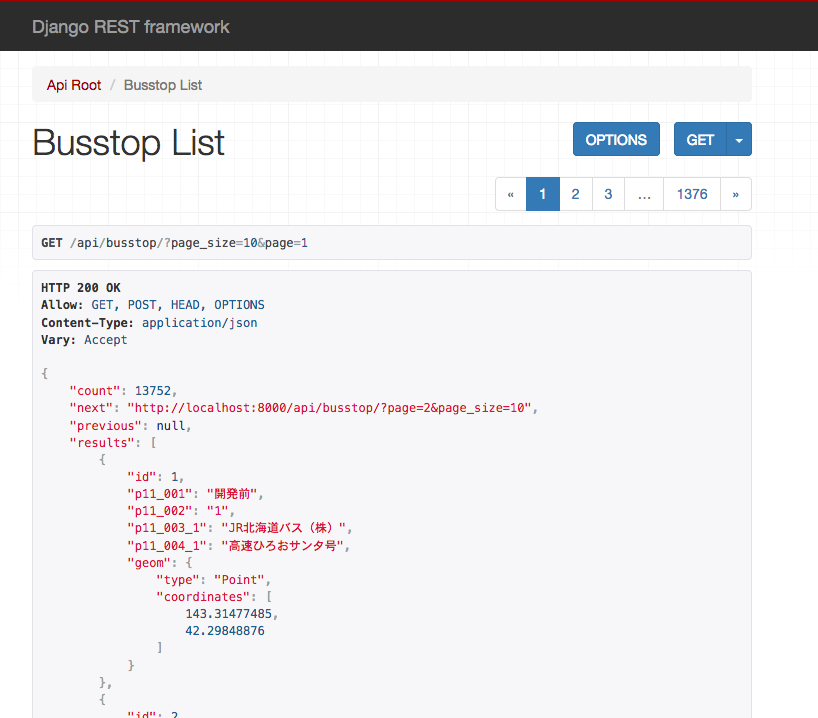 Django REST framework
Api Root / Busstop List
Busstop List
OPTIONS GET
« 1 2 3 … 1376 »
GET /api/busstop/?page_size=10&page=1
HTTP 200 OK
Allow: GET, POST, HEAD, OPTIONS
Content-Type: application/json
Vary: Accept
{
"count": 13752,
"next": "http://localhost:8000/api/busstop/?page=2&page_size=10",
"previous": null,
"results": [
{
"id": 1,
"p11_001": "開発前",
"p11_002": "1",
"p11_003_1": "JR北海道バス（株）",
"p11_004_1": "高速ひろおサンタ号",
"geom": {
"type": "Point",
"coordinates": [
143.31477485,
42.29848876
]
}
},
{
"id": 2,